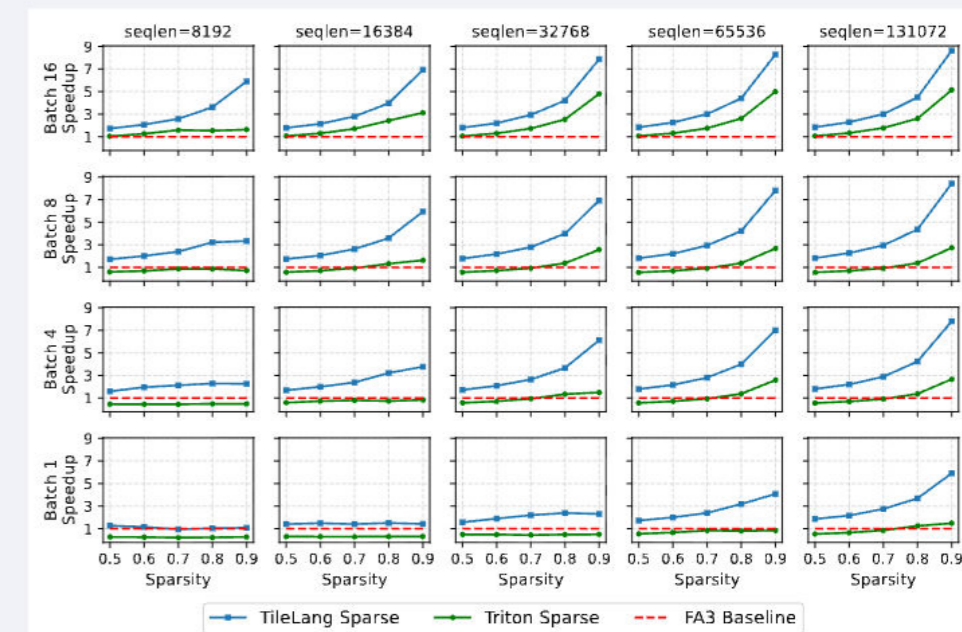 seqlen=8192 seqlen=16384 seqlen=32768 seqlen=65536 seqlen=131072
Batch 16
Speedup
9
7
5
3
1
Batch 8
Speedup
9
7
5
3
1
Batch 4
Speedup
9
7
5
3
1
Batch 1
Speedup
9
7
5
3
1
0.5 0.6 0.7 0.8 0.9 0.5 0.6 0.7 0.8 0.9 0.5 0.6 0.7 0.8 0.9 0.5 0.6 0.7 0.8 0.9 0.5 0.6 0.7 0.8 0.9
Sparsity Sparsity Sparsity Sparsity Sparsity
TileLang Sparse Triton Sparse FA3 Baseline